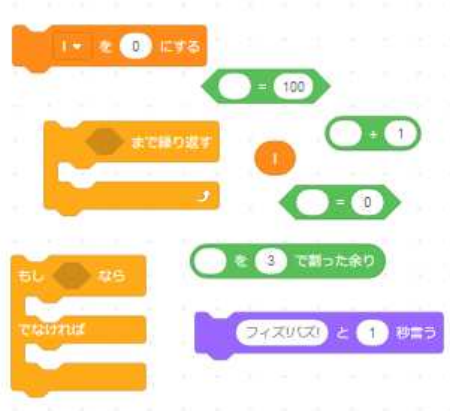 I を 0 にする
= 100
まで繰り返す
+ 1
I
= 0
もし なら
を 3 で割った余り
でなければ
フィズ!バズ! と 1 秒言う